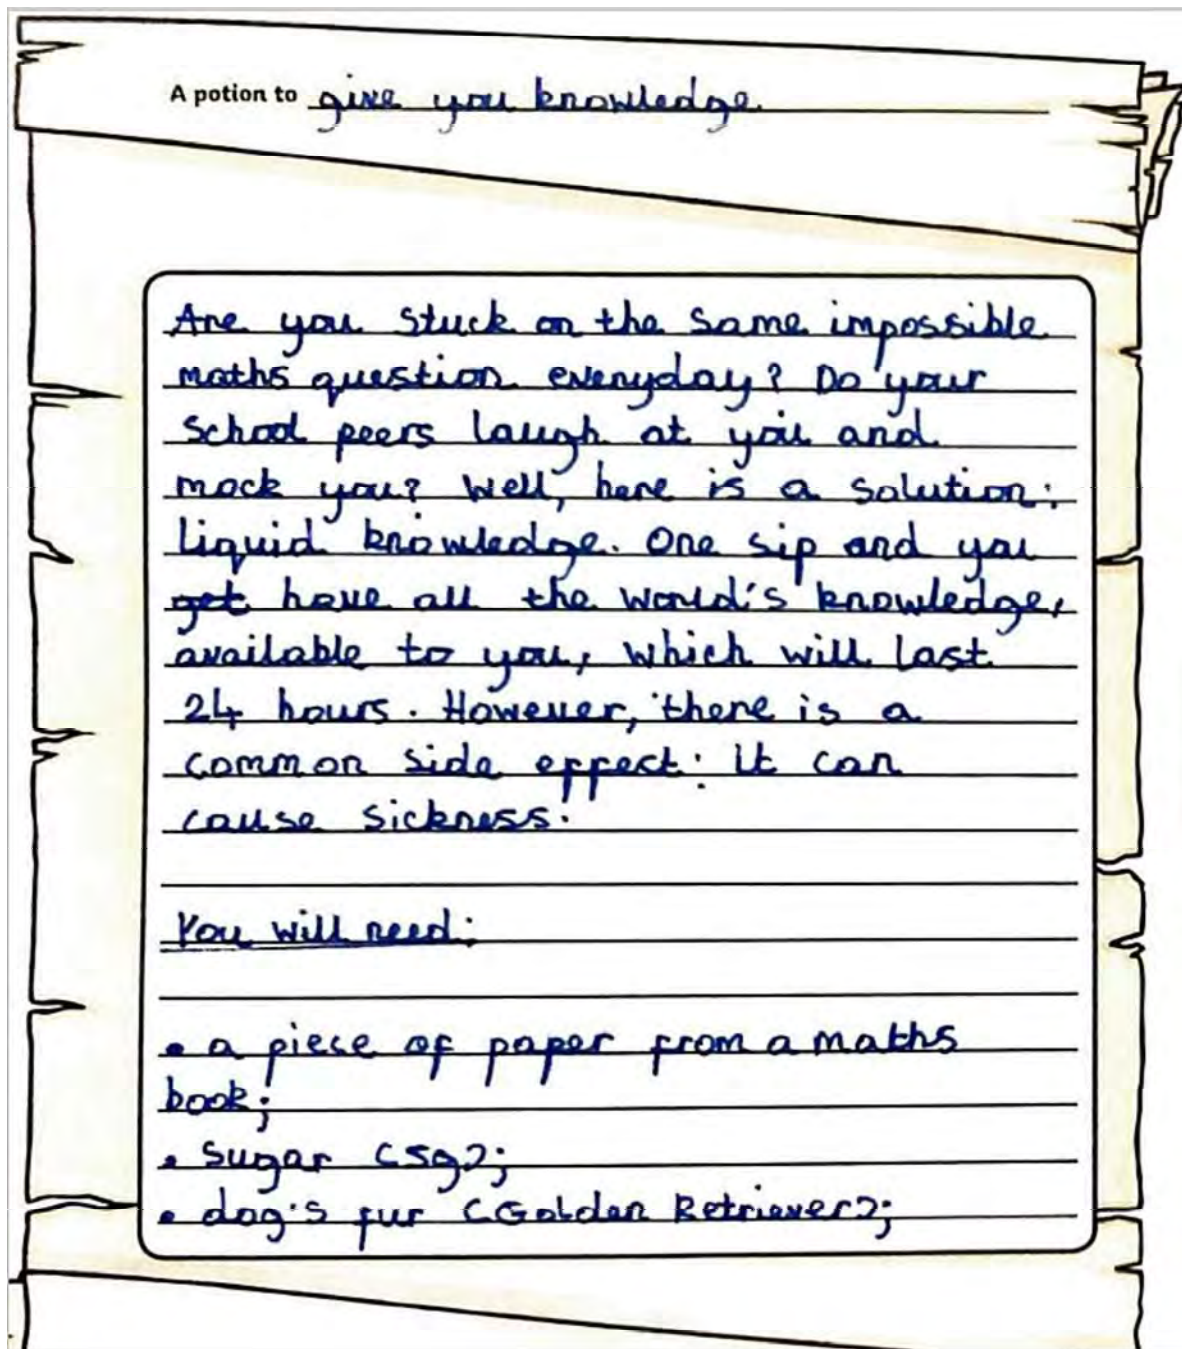 A potion to give you knowledge
Are you stuck on the same impossible
maths question everyday? Do your
school peers laugh at you and
mock you? Well, here is a solution:
liquid knowledge. One sip and you
get have all the world's knowledge,
available to you, which will last
24 hours. However, there is a
common side effect: it can
cause sickness.
You will need:
• a piece of paper from a maths
book;
• sugar (5g);
• dog's fur (Golden Retriever);